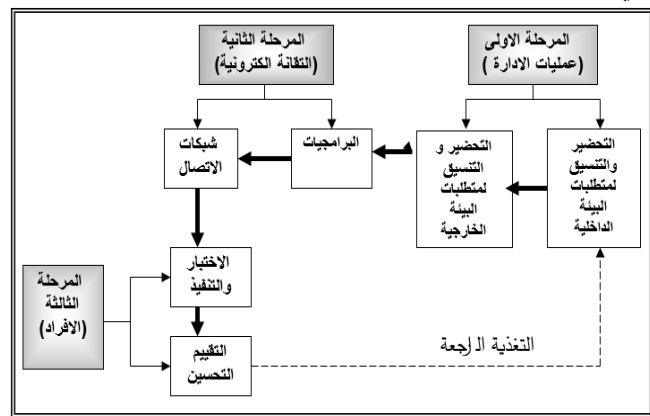 المرحلة الاولى
(عمليات الادارة )
المرحلة الثانية
(التقانة الكترونية)
التحضير
والتنسيق
لمتطلبات
البيئة
الداخلية
التحضير و
التنسيق
لمتطلبات
البيئة
الخارجية
البرامجيات
شبكات
الاتصال
الاختبار
والتنفيذ
المرحلة
الثالثة
(الافراد)
التقييم
التحسين
التغذية الراجعة